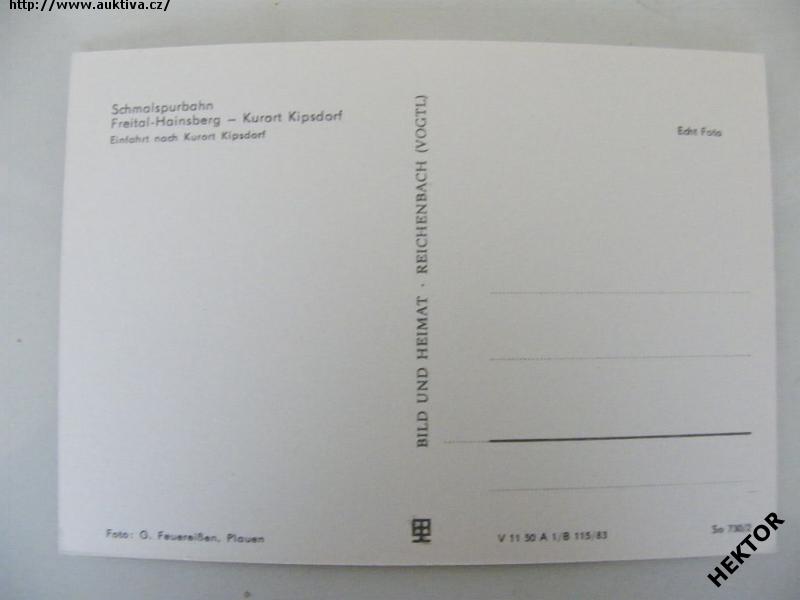 http://www.auktiva.cz/
Schmalspurbahn
Freital-Hainsberg – Kurort Kipsdorf
Einfahrt nach Kurort Kipsdorf
BILD UND HEIMAT · REICHENBACH (VOGTL)
Echt Foto
Foto: G. Feuereißen, Plauen
V 11 50 A 1/B 115/83
So 730/2
HEKTOR